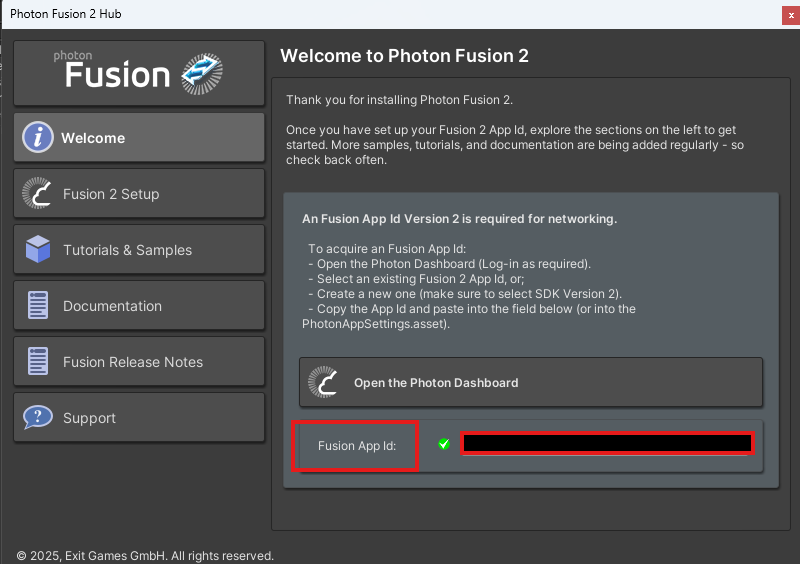 Photon Fusion 2 Hub
x
photon
Fusion
Welcome
Fusion 2 Setup
Tutorials & Samples
Documentation
Fusion Release Notes
Support
Welcome to Photon Fusion 2
Thank you for installing Photon Fusion 2.
Once you have set up your Fusion 2 App Id, explore the sections on the left to get
started. More samples, tutorials, and documentation are being added regularly - so
check back often.
An Fusion App Id Version 2 is required for networking.
To acquire an Fusion App Id:
- Open the Photon Dashboard (Log-in as required).
- Select an existing Fusion 2 App Id, or;
- Create a new one (make sure to select SDK Version 2).
- Copy the App Id and paste into the field below (or into the
PhotonAppSettings.asset).
Open the Photon Dashboard
Fusion App Id:
© 2025, Exit Games GmbH. All rights reserved.